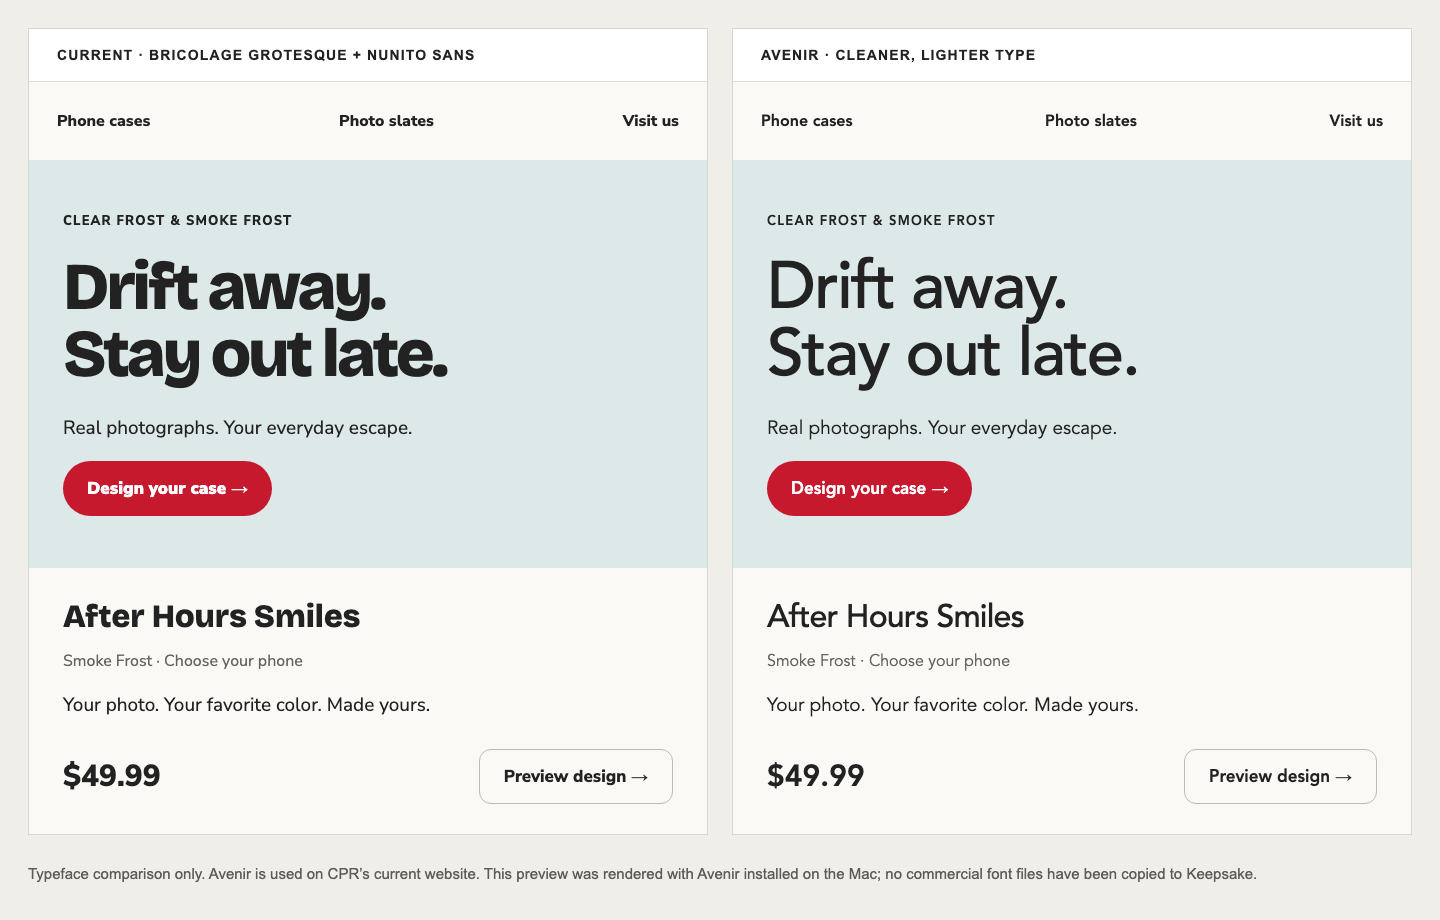 CURRENT · BRICOLAGE GROTESQUE + NUNITO SANS
Phone cases
Photo slates
Visit us
CLEAR FROST & SMOKE FROST
Drift away.
Stay out late.
Real photographs. Your everyday escape.
Design your case →
After Hours Smiles
Smoke Frost · Choose your phone
Your photo. Your favorite color. Made yours.
$49.99
Preview design →
AVENIR · CLEANER, LIGHTER TYPE
Phone cases
Photo slates
Visit us
CLEAR FROST & SMOKE FROST
Drift away.
Stay out late.
Real photographs. Your everyday escape.
Design your case →
After Hours Smiles
Smoke Frost · Choose your phone
Your photo. Your favorite color. Made yours.
$49.99
Preview design →
Typeface comparison only. Avenir is used on CPR’s current website. This preview was rendered with Avenir installed on the Mac; no commercial font files have been copied to Keepsake.